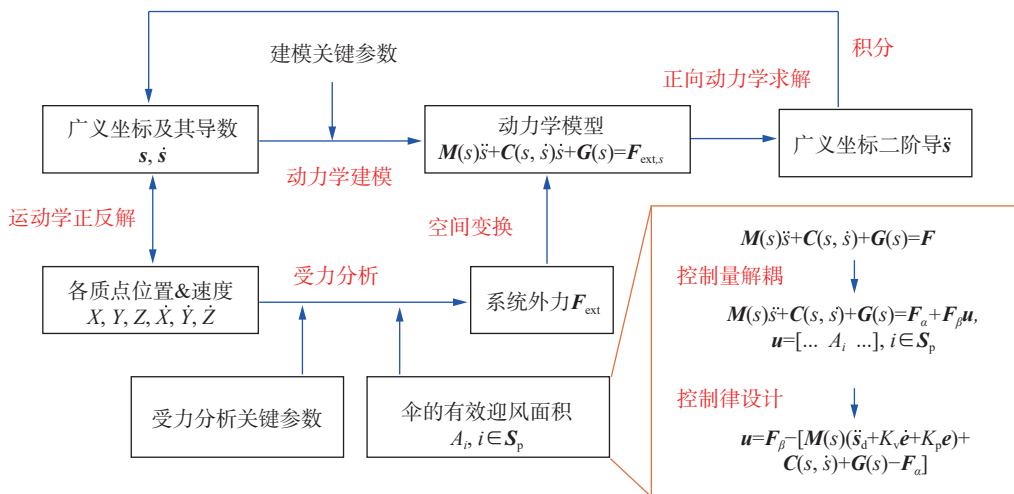 积分
建模关键参数
正向动力学求解
广义坐标及其导数
s, ṡ
动力学模型
M(s)s̈+C(s, ṡ)ṡ+G(s)=F_ext,s
广义坐标二阶导s̈
动力学建模
运动学正反解
空间变换
受力分析
各质点位置&速度
X, Y, Z, Ẋ, Ẏ, Ż
系统外力F_ext
受力分析关键参数
伞的有效迎风面积
A_i, i∈S_p
M(s)s̈+C(s, ṡ)+G(s)=F
控制量解耦
M(s)s̈+C(s, ṡ)+G(s)=F_α+F_βu,
u=[... A_i ...], i∈S_p
控制律设计
u=F_β−[M(s)(s̈_d+K_vė+K_pe)+
C(s, ṡ)+G(s)−F_α]